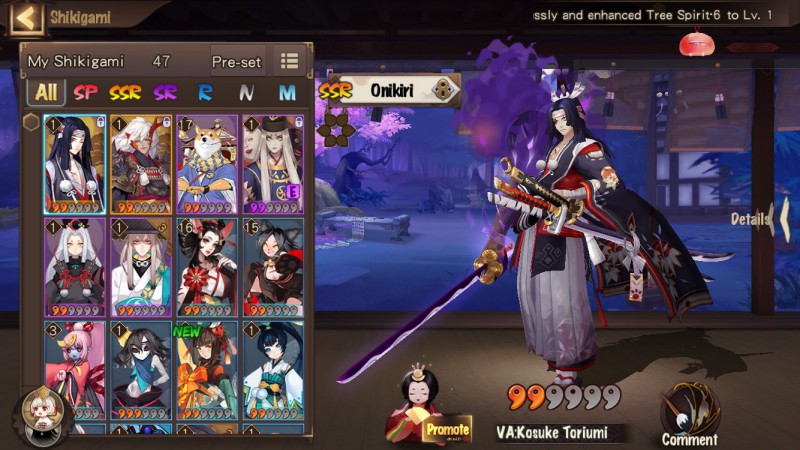 Shikigami
ssly and enhanced Tree Spirit·6 to Lv. 1
My Shikigami 47 Pre-set
All SP SSR SR R N M
SSR Onikiri
1 1 17 1
E
1 1 16 15
3 1 NEW 1
Details
Promote
VA:Kosuke Toriumi
Comment